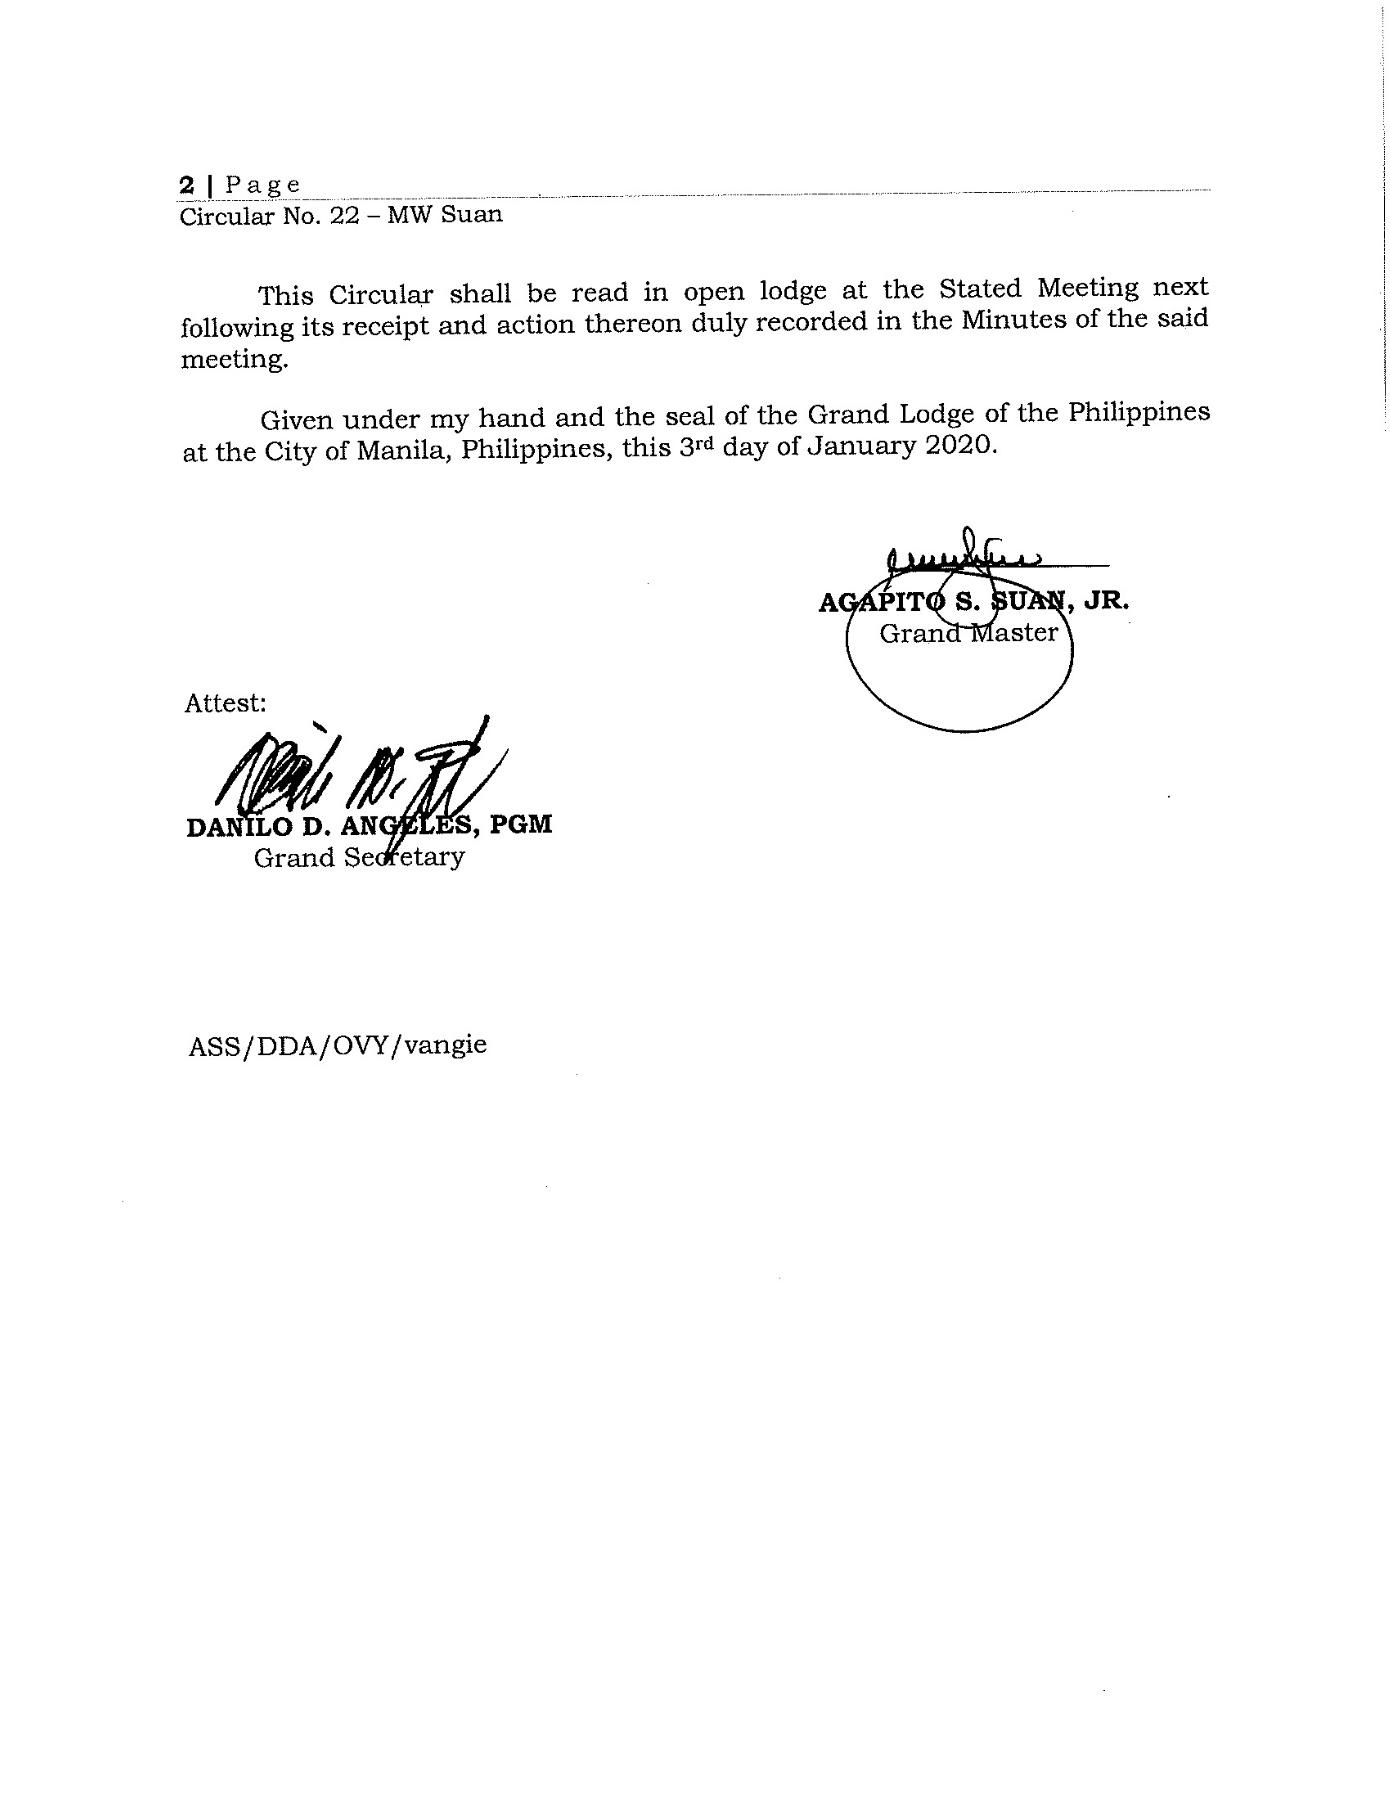 2 | Page
Circular No. 22 – MW Suan
This Circular shall be read in open lodge at the Stated Meeting next
following its receipt and action thereon duly recorded in the Minutes of the said
meeting.
Given under my hand and the seal of the Grand Lodge of the Philippines
at the City of Manila, Philippines, this 3rd day of January 2020.
AGAPITO S. SUAN, JR.
Grand Master
Attest:
DANILO D. ANGELES, PGM
Grand Secretary
ASS/DDA/OVY/vangie